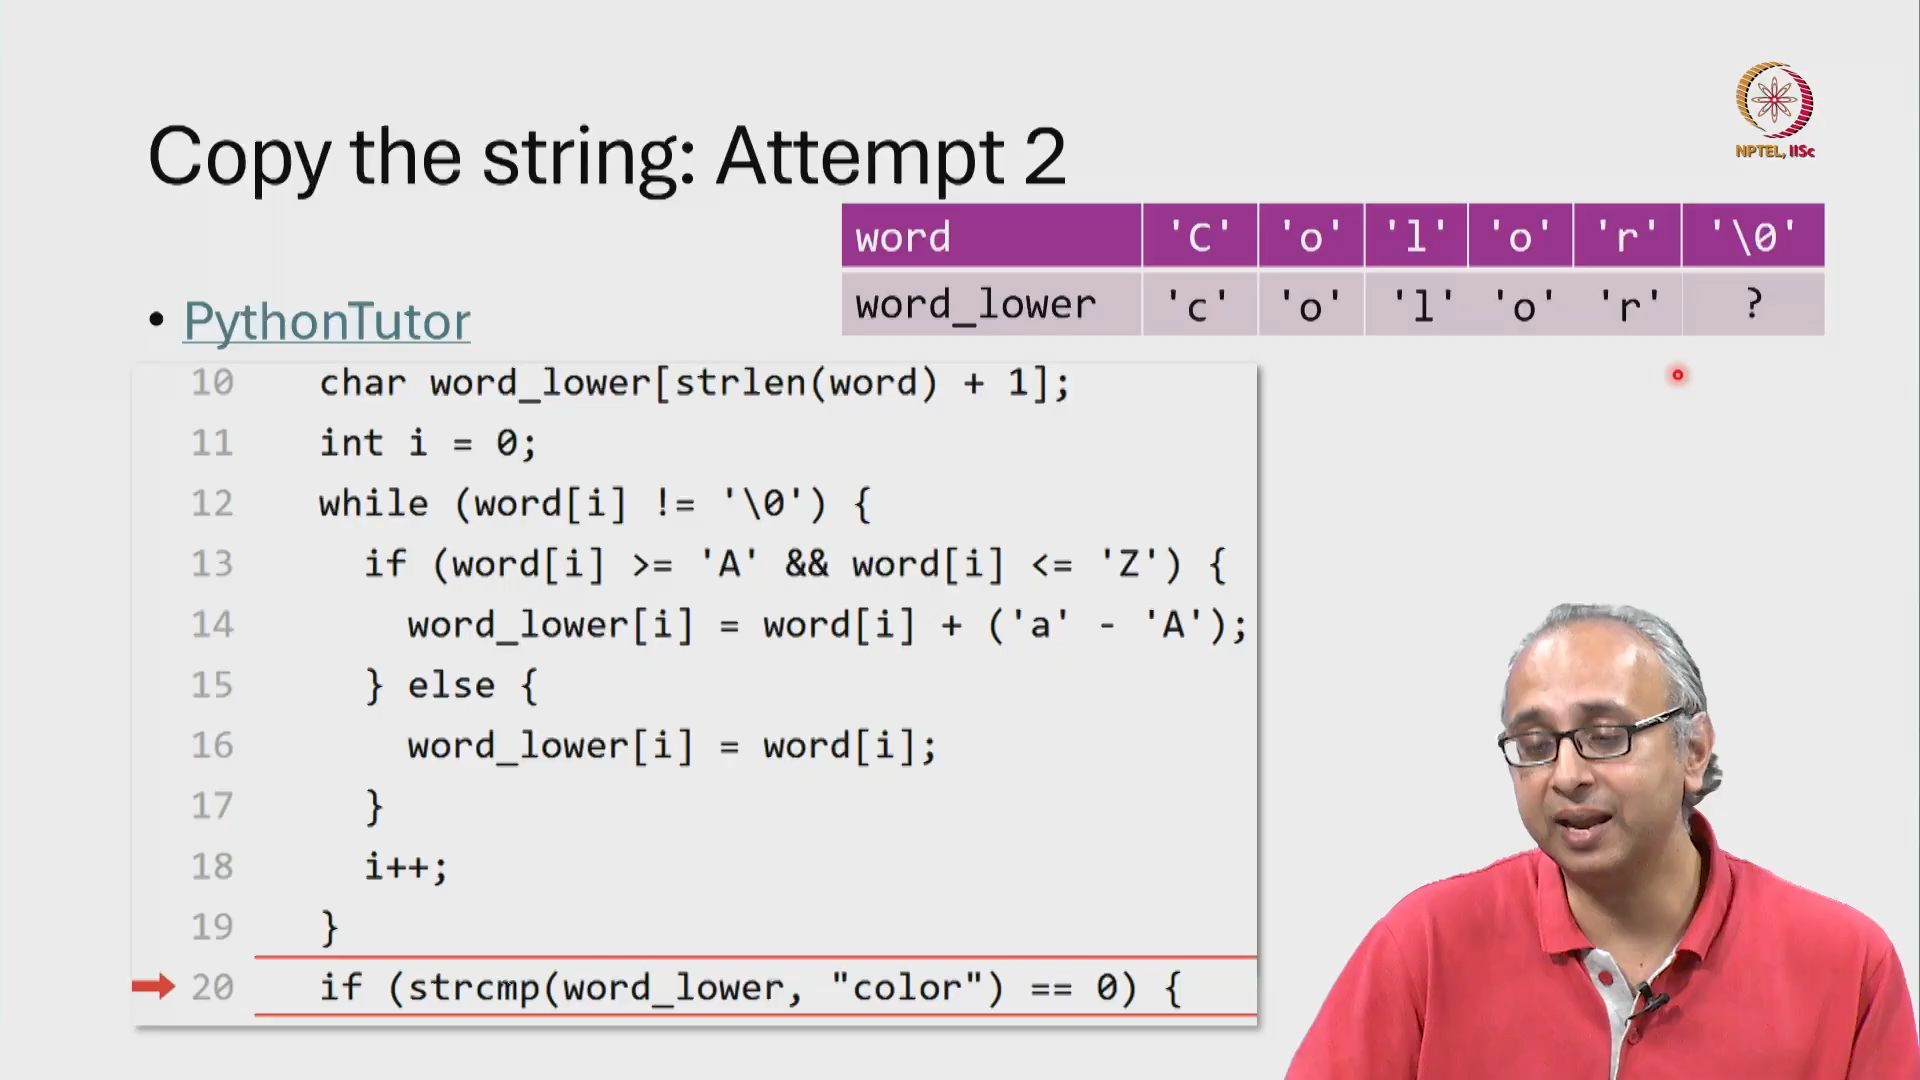 NPTEL, IISc
Copy the string: Attempt 2
word 'C' 'o' 'l' 'o' 'r' '\0'
word_lower 'c' 'o' 'l' 'o' 'r' ?
• PythonTutor
10 char word_lower[strlen(word) + 1];
11 int i = 0;
12 while (word[i] != '\0') {
13 if (word[i] >= 'A' && word[i] <= 'Z') {
14 word_lower[i] = word[i] + ('a' - 'A');
15 } else {
16 word_lower[i] = word[i];
17 }
18 i++;
19 }
20 if (strcmp(word_lower, "color") == 0) {